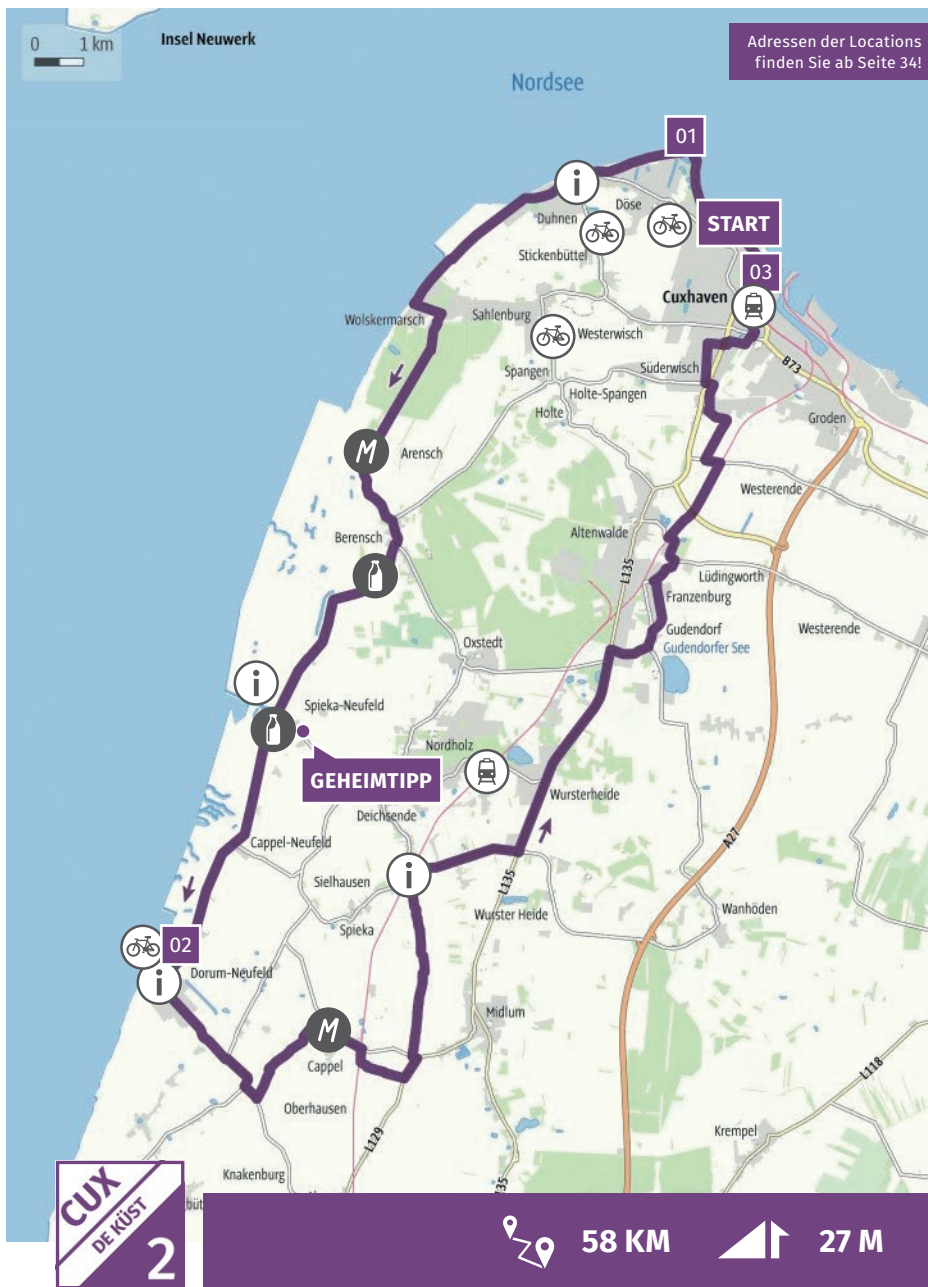 0 1 km
Insel Neuwerk
Adressen der Locations
finden Sie ab Seite 34!
Nordsee
01
i
Döse
Duhnen
START
Stickenbüttel
03
Cuxhaven
Sahlenburg
Wolskermarsch
Westerwisch
Spangen
Süderwisch
B73
Holte-Spangen
Holte
Groden
M
Arensch
Westerende
Berensch
Altenwalde
L135
Lüdingworth
Franzenburg
Westerende
Gudendorf
Gudendorfer See
Oxstedt
i
Spieka-Neufeld
Nordholz
GEHEIMTIPP
Wursterheide
Deichsende
Cappel-Neufeld
A27
i
Sielhausen
L135
Wurster Heide
Wanhöden
Spieka
02
i
Dorum-Neufeld
Midlum
M
Cappel
L118
Oberhausen
Krempel
L129
Knakenburg
CUX
DE KÜST
2
58 KM
27 M